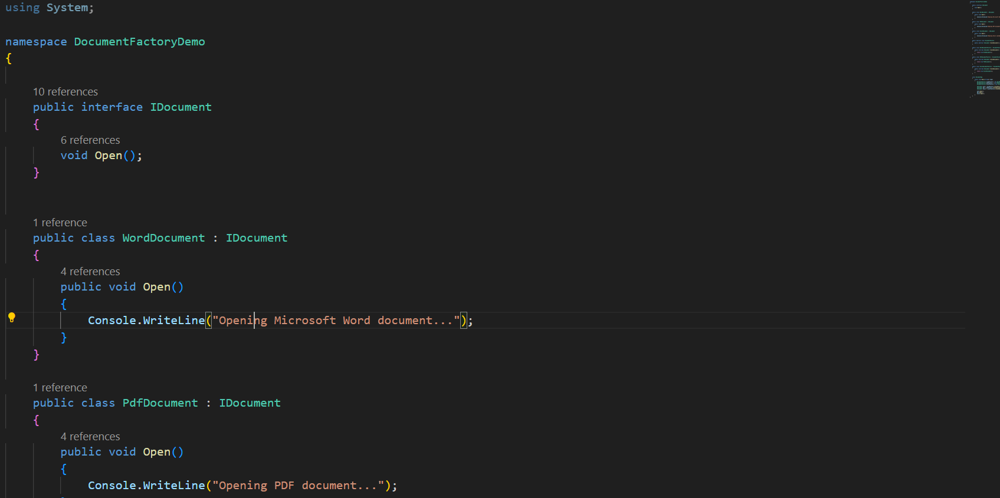 using System;
namespace DocumentFactoryDemo
{
10 references
public interface IDocument
{
6 references
void Open();
}
1 reference
public class WordDocument : IDocument
{
4 references
public void Open()
{
Console.WriteLine("Opening Microsoft Word document...");
}
}
1 reference
public class PdfDocument : IDocument
{
4 references
public void Open()
{
Console.WriteLine("Opening PDF document...");